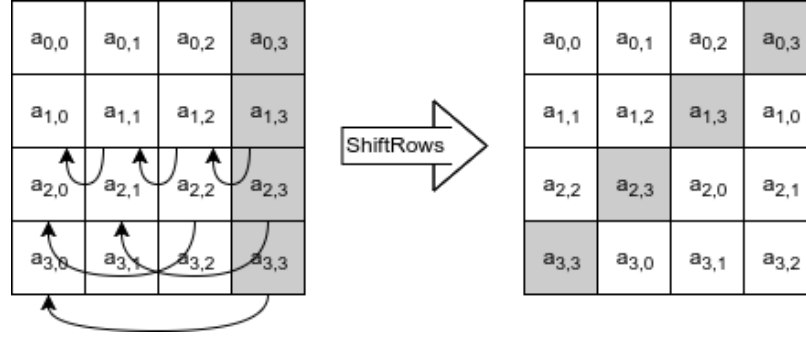 a0,0 a0,1 a0,2 a0,3
a1,0 a1,1 a1,2 a1,3
a2,0 a2,1 a2,2 a2,3
a3,0 a3,1 a3,2 a3,3
ShiftRows
a0,0 a0,1 a0,2 a0,3
a1,1 a1,2 a1,3 a1,0
a2,2 a2,3 a2,0 a2,1
a3,3 a3,0 a3,1 a3,2